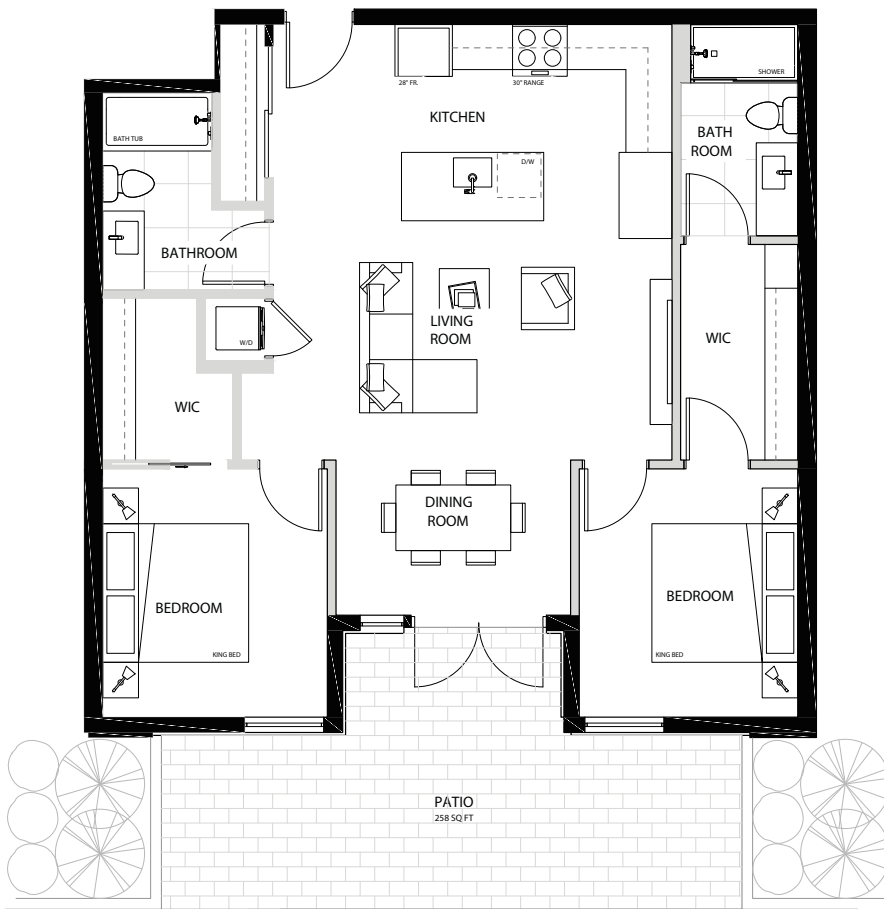 SHOWER
28" FR.
30" RANGE
KITCHEN
BATH TUB
BATH
ROOM
D/W
BATHROOM
LIVING
ROOM
W/D
WIC
WIC
DINING
ROOM
BEDROOM
BEDROOM
KING BED
KING BED
PATIO
258 SQ FT